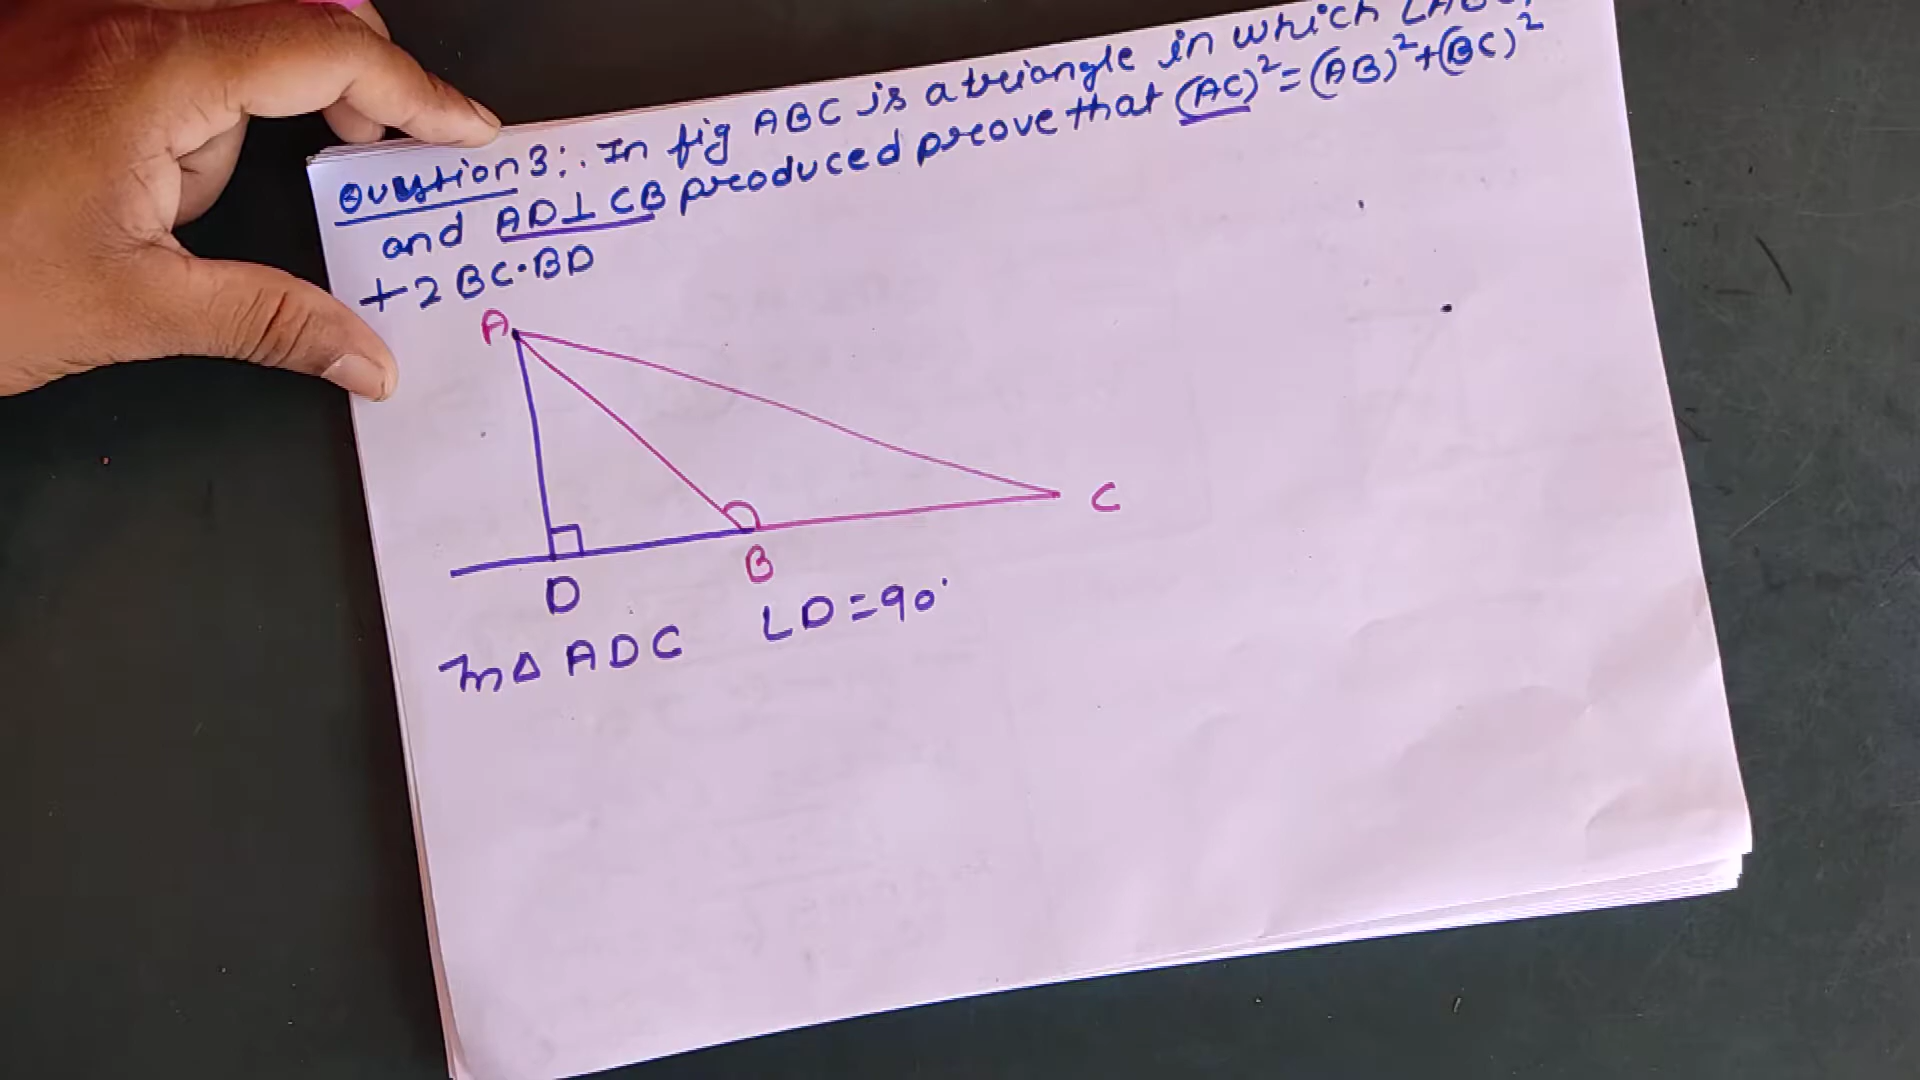 Question 3:. In fig ABC is a triangle in which
and AD⊥CB produced prove that (AC)²=(AB)²+(BC)²
+2BC·BD
A
C
B
D
In Δ ADC ∠D=90°